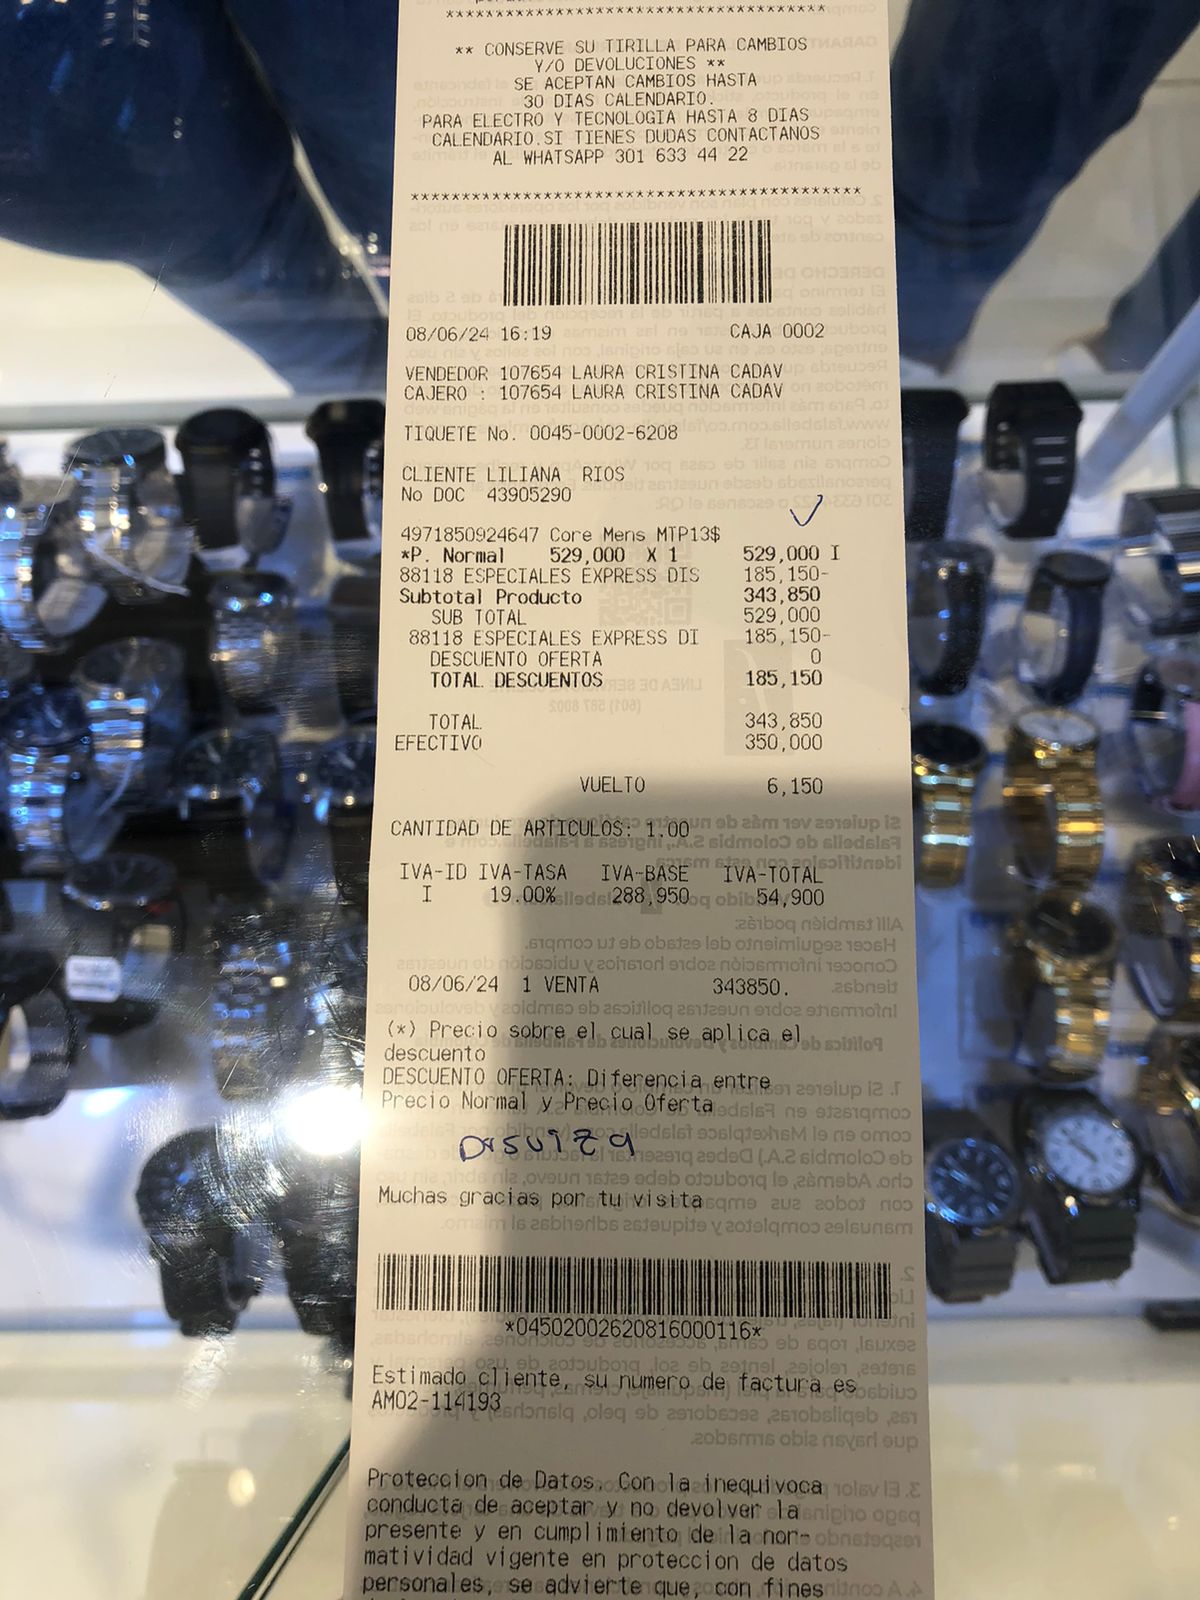 ************************************
** CONSERVE SU TIRILLA PARA CAMBIOS
Y/O DEVOLUCIONES **
SE ACEPTAN CAMBIOS HASTA
30 DIAS CALENDARIO.
PARA ELECTRO Y TECNOLOGIA HASTA 8 DIAS
CALENDARIO.SI TIENES DUDAS CONTACTANOS
AL WHATSAPP 301 633 44 22
******************************************
08/06/24 16:19 CAJA 0002
VENDEDOR 107654 LAURA CRISTINA CADAV
CAJERO : 107654 LAURA CRISTINA CADAV
TIQUETE No. 0045-0002-6208
CLIENTE LILIANA RIOS
No DOC 43905290
4971850924647 Core Mens MTP13$
*P. Normal 529,000 X 1 529,000 I
88118 ESPECIALES EXPRESS DIS 185,150-
Subtotal Producto 343,850
SUB TOTAL 529,000
88118 ESPECIALES EXPRESS DI 185,150-
DESCUENTO OFERTA 0
TOTAL DESCUENTOS 185,150
TOTAL 343,850
EFECTIVO 350,000
VUELTO 6,150
CANTIDAD DE ARTICULOS: 1.00
IVA-ID IVA-TASA IVA-BASE IVA-TOTAL
I 19.00% 288,950 54,900
08/06/24 1 VENTA 343850.
(*) Precio sobre el cual se aplica el
descuento
DESCUENTO OFERTA: Diferencia entre
Precio Normal y Precio Oferta
Muchas gracias por tu visita
*04502002620816000116*
Estimado cliente, su numero de factura es
AM02-114193
Proteccion de Datos. Con la inequivoca
conducta de aceptar y no devolver la
presente y en cumplimiento de la nor-
matividad vigente en proteccion de datos
personales, se advierte que, con fines